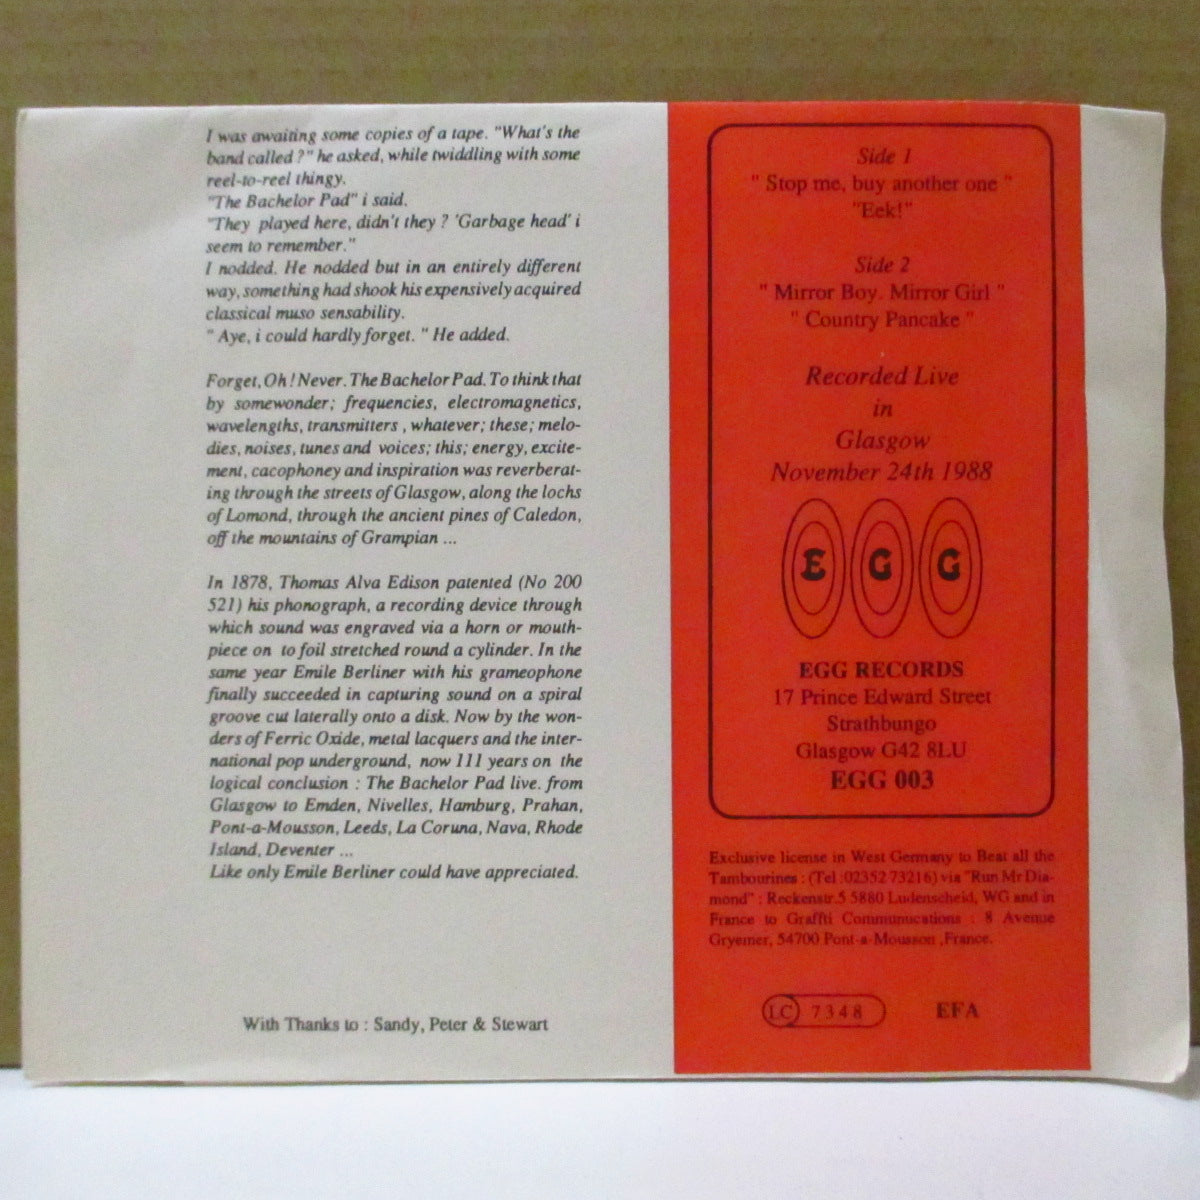 I was awaiting some copies of a tape. "What's the
band called ?" he asked, while twiddling with some
reel-to-reel thingy.
"The Bachelor Pad" i said.
"They played here, didn't they ? 'Garbage head' i
seem to remember."
I nodded. He nodded but in an entirely different
way, something had shook his expensively acquired
classical muso sensability.
" Aye, i could hardly forget. " He added.
Forget, Oh ! Never. The Bachelor Pad. To think that
by somewonder; frequencies, electromagnetics,
wavelengths, transmitters , whatever; these; melo-
dies, noises, tunes and voices; this; energy, excite-
ment, cacophoney and inspiration was reverberat-
ing through the streets of Glasgow, along the lochs
of Lomond, through the ancient pines of Caledon,
off the mountains of Grampian ...
In 1878, Thomas Alva Edison patented (No 200
521) his phonograph, a recording device through
which sound was engraved via a horn or mouth-
piece on to foil stretched round a cylinder. In the
same year Emile Berliner with his grameophone
finally succeeded in capturing sound on a spiral
groove cut laterally onto a disk. Now by the won-
ders of Ferric Oxide, metal lacquers and the inter-
national pop underground, now 111 years on the
logical conclusion : The Bachelor Pad live. from
Glasgow to Emden, Nivelles, Hamburg, Prahan,
Pont-a-Mousson, Leeds, La Coruna, Nava, Rhode
Island, Deventer ...
Like only Emile Berliner could have appreciated.
With Thanks to : Sandy, Peter & Stewart
Side 1
" Stop me, buy another one "
"Eek!"
Side 2
" Mirror Boy. Mirror Girl "
" Country Pancake "
Recorded Live
in
Glasgow
November 24th 1988
E G G
EGG RECORDS
17 Prince Edward Street
Strathbungo
Glasgow G42 8LU
EGG 003
Exclusive license in West Germany to Beat all the
Tambourines : (Tel :02352 73216) via "Run Mr Dia-
mond" : Reckenstr.5 5880 Ludenscheid, WG and in
France to Graffti Communucations : 8 Avenue
Gryemer, 54700 Pont-a-Mousson ,France.
LC 7348 EFA